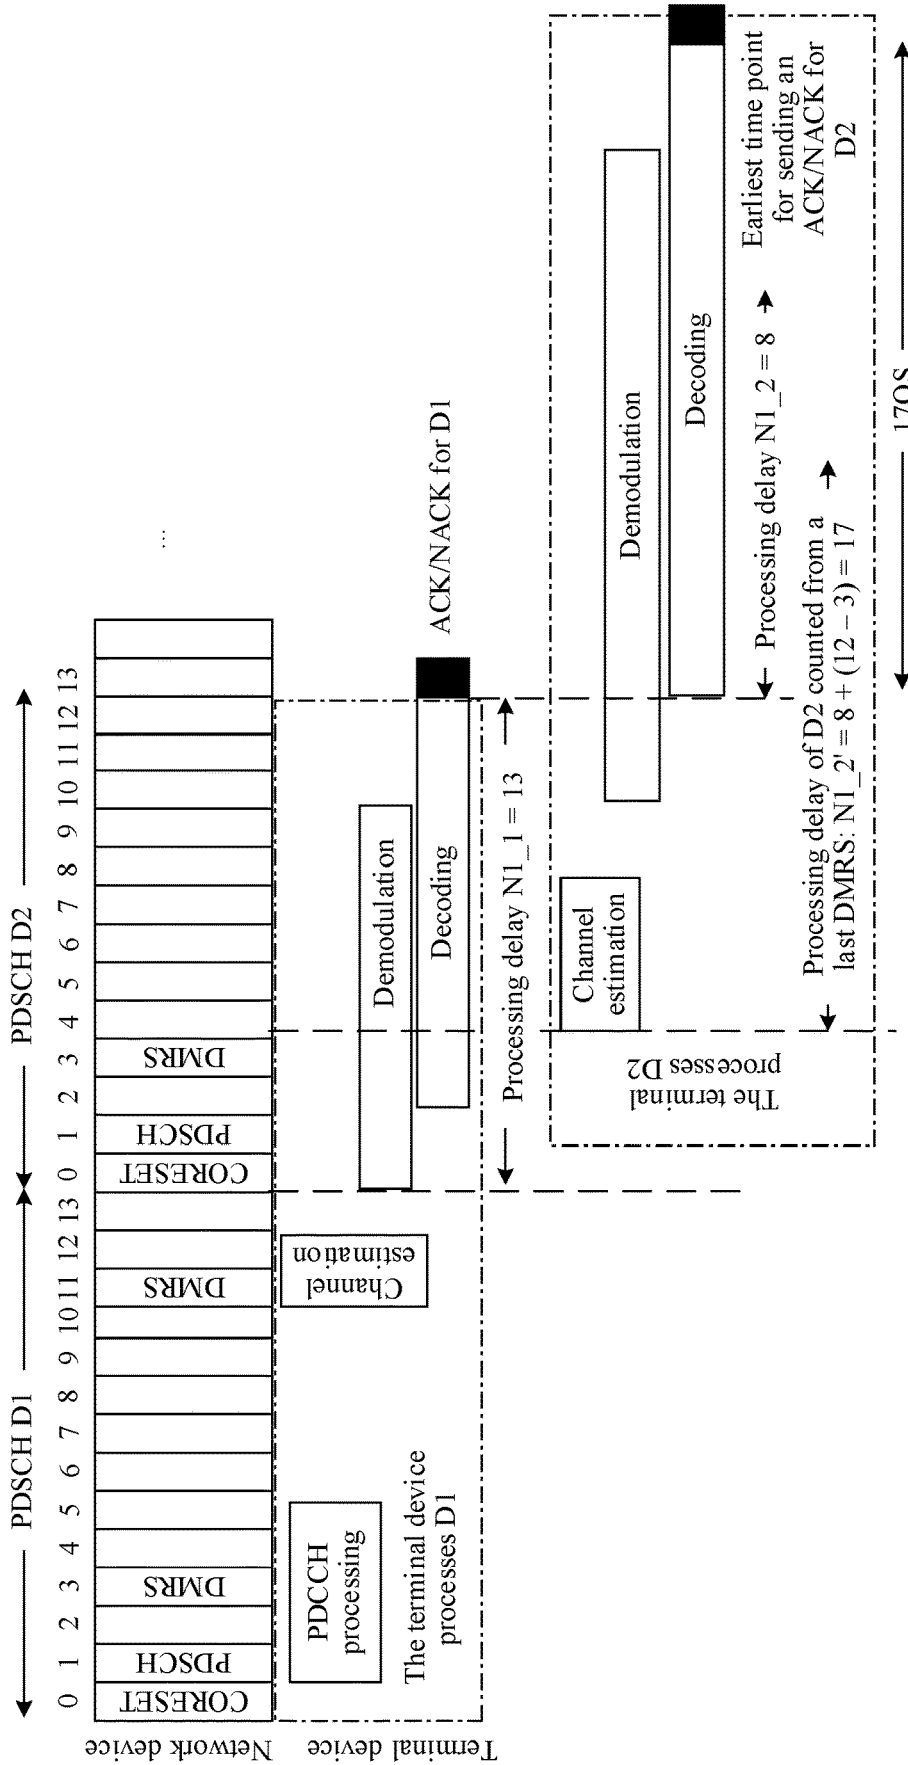 PDSCH D1
PDSCH D2
0 1 2 3 4 5 6 7 8 9 10 11 12 13 0 1 2 3 4 5 6 7 8 9 10 11 12 13
Network device
CORESET
PDSCH
DMRS
DMRS
CORESET
PDSCH
DMRS
...
Terminal device
PDCCH
processing
The terminal device
processes D1
Channel
estimation
Demodulation
Decoding
ACK/NACK for D1
Processing delay N1_1 = 13
The terminal
processes D2
Channel
estimation
Demodulation
Decoding
Processing delay N1_2 = 8
Earliest time point
for sending an
ACK/NACK for
D2
Processing delay of D2 counted from a
last DMRS: N1_2' = 8 + (12 – 3) = 17
17OS